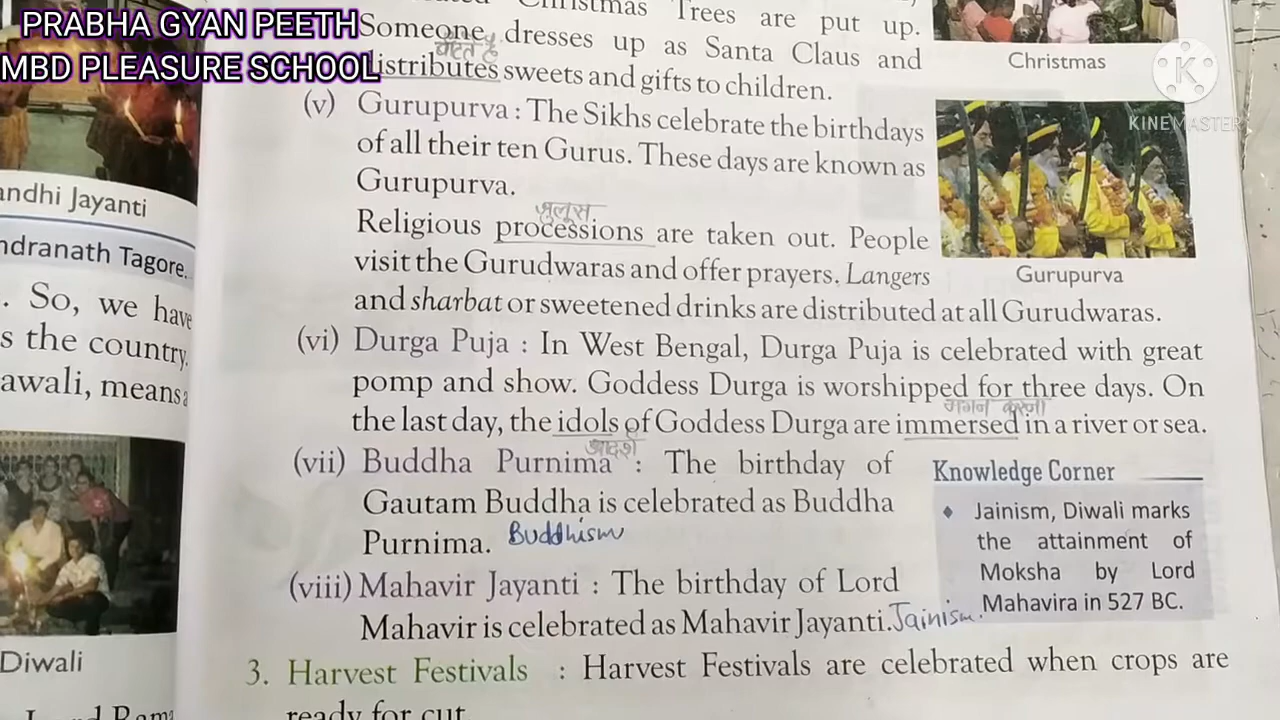 PRABHA GYAN PEETH
MBD PLEASURE SCHOOL
Christmas Trees are put up.
Someone dresses up as Santa Claus and
distributes sweets and gifts to children.
Christmas
K
KINEMASTER
(v) Gurupurva : The Sikhs celebrate the birthdays
of all their ten Gurus. These days are known as
Gurupurva.
जुलूस
Religious processions are taken out. People
visit the Gurudwaras and offer prayers. Langers
and sharbat or sweetened drinks are distributed at all Gurudwaras.
Gurupurva
(vi) Durga Puja : In West Bengal, Durga Puja is celebrated with great
pomp and show. Goddess Durga is worshipped for three days. On
करना
the last day, the idols of Goddess Durga are immersed in a river or sea.
आदर्श
(vii) Buddha Purnima : The birthday of
Gautam Buddha is celebrated as Buddha
Purnima. Buddhism
(viii) Mahavir Jayanti : The birthday of Lord
Mahavir is celebrated as Mahavir Jayanti. Jainism.
Knowledge Corner
Jainism, Diwali marks
the attainment of
Moksha by Lord
Mahavira in 527 BC.
3. Harvest Festivals : Harvest Festivals are celebrated when crops are
ready for cut.
andhi Jayanti
ndranath Tagore.
. So, we have
s the country.
awali, means a
Diwali